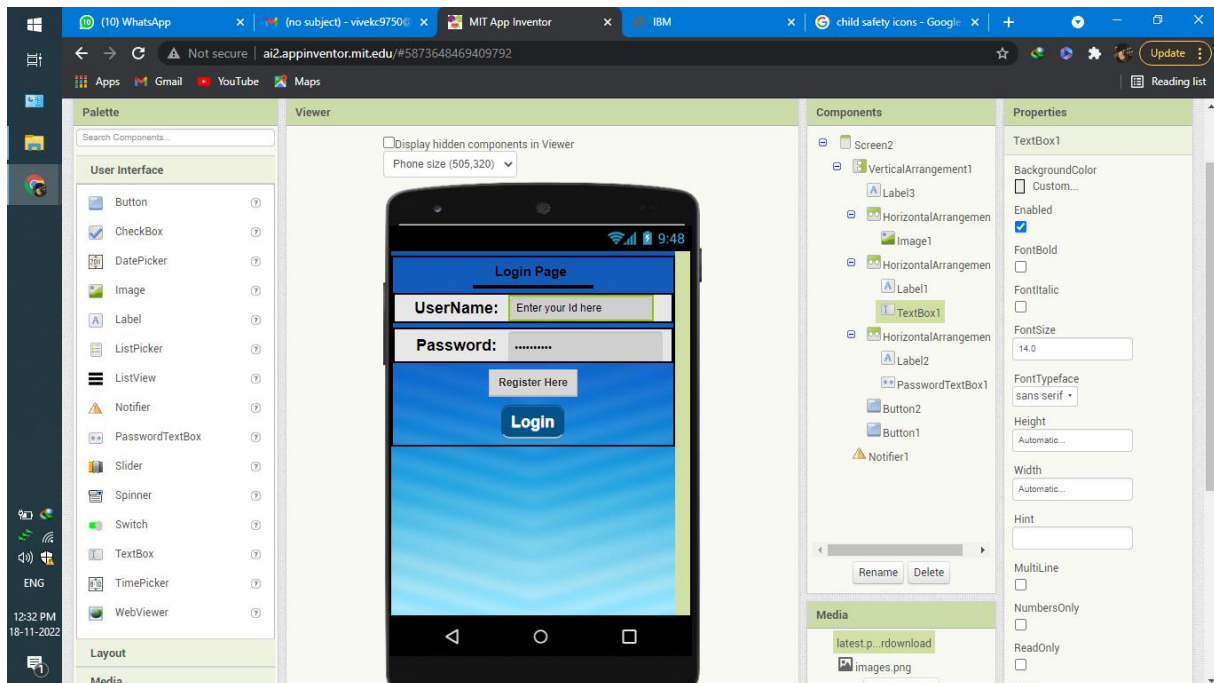 (10) WhatsApp
(no subject) - vivekc9750@
MIT App Inventor
IBM
child safety icons - Google
Not secure
ai2.appinventor.mit.edu/#5873648469409792
Update
Apps
Gmail
YouTube
Maps
Reading list
Palette
Search Components...
User Interface
Button
CheckBox
DatePicker
Image
Label
ListPicker
ListView
Notifier
PasswordTextBox
Slider
Spinner
Switch
TextBox
TimePicker
WebViewer
Layout
Media
Viewer
Display hidden components in Viewer
Phone size (505,320)
9:48
Login Page
UserName: Enter your Id here
Password: ..........
Register Here
Login
Components
Screen2
VerticalArrangement1
Label3
HorizontalArrangemen
Image1
HorizontalArrangemen
Label1
TextBox1
HorizontalArrangemen
Label2
PasswordTextBox1
Button2
Button1
Notifier1
Rename Delete
Media
latest.p...rdownload
images.png
Properties
TextBox1
BackgroundColor
Custom...
Enabled
FontBold
FontItalic
FontSize
14.0
FontTypeface
sans serif
Height
Automatic...
Width
Automatic...
Hint
MultiLine
NumbersOnly
ReadOnly
ENG
12:32 PM
18-11-2022
1